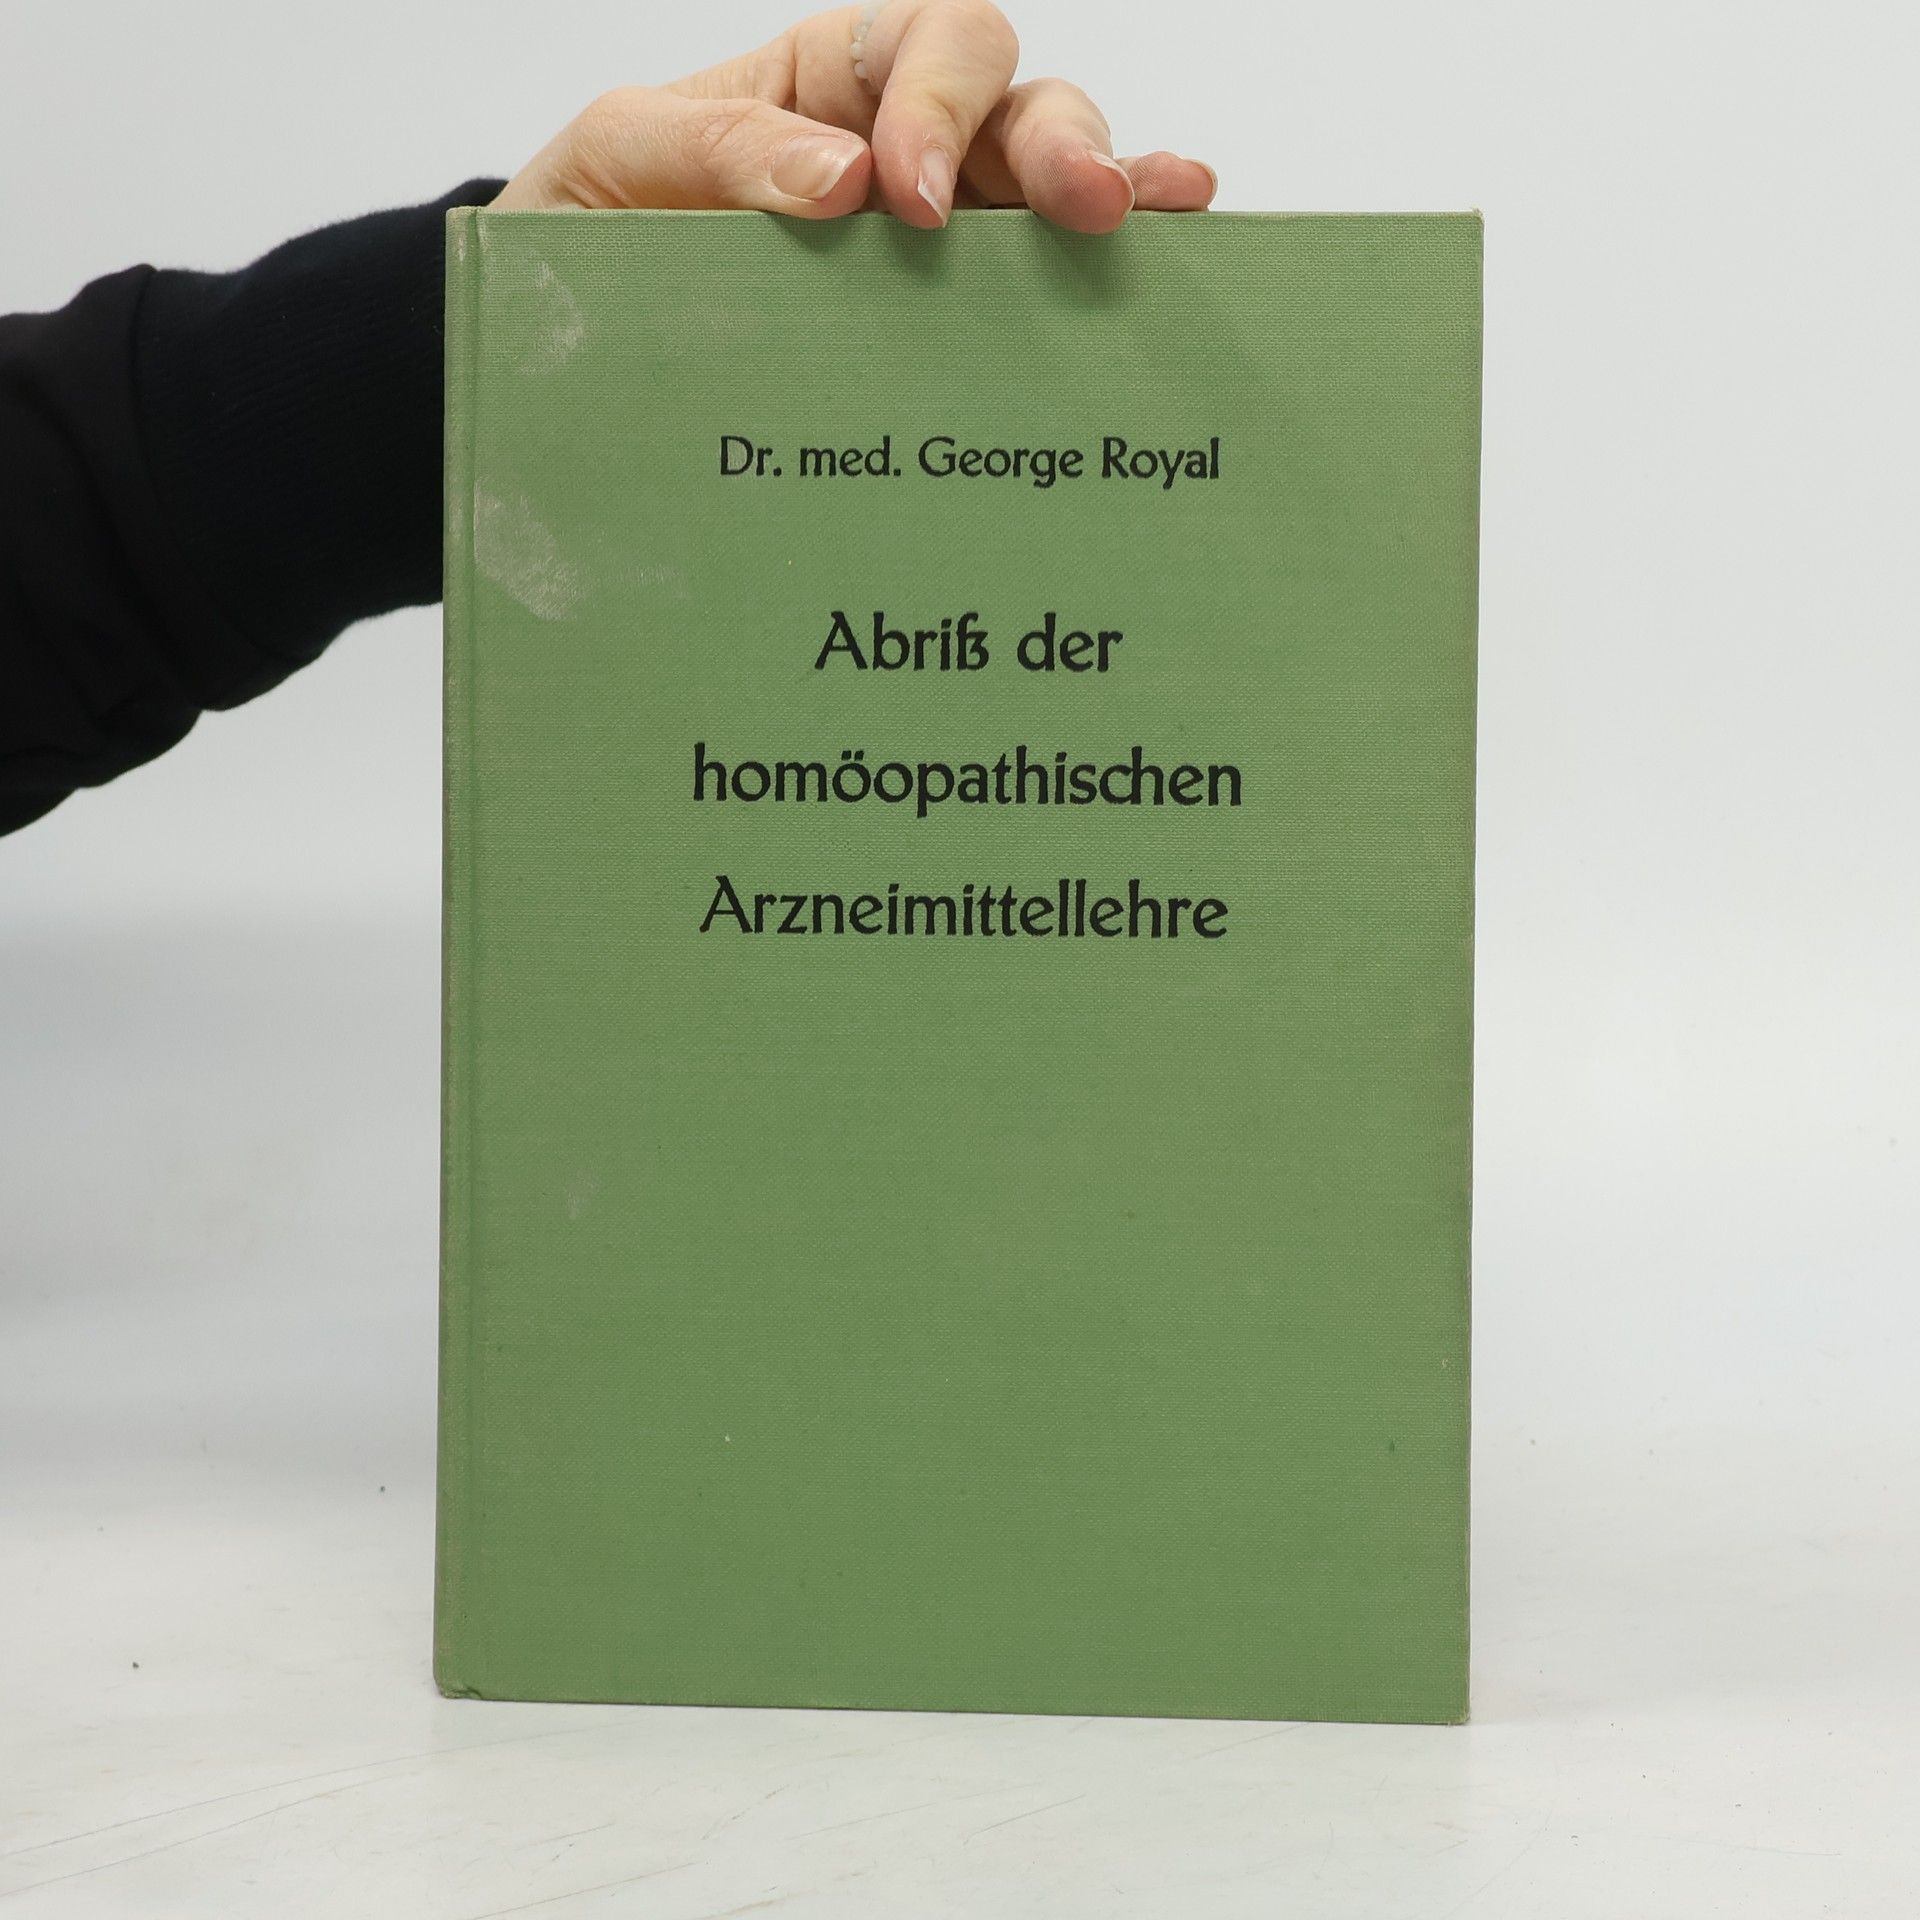 Dr. med. George Royal
Abriß der
homöopathischen
Arzneimittellehre